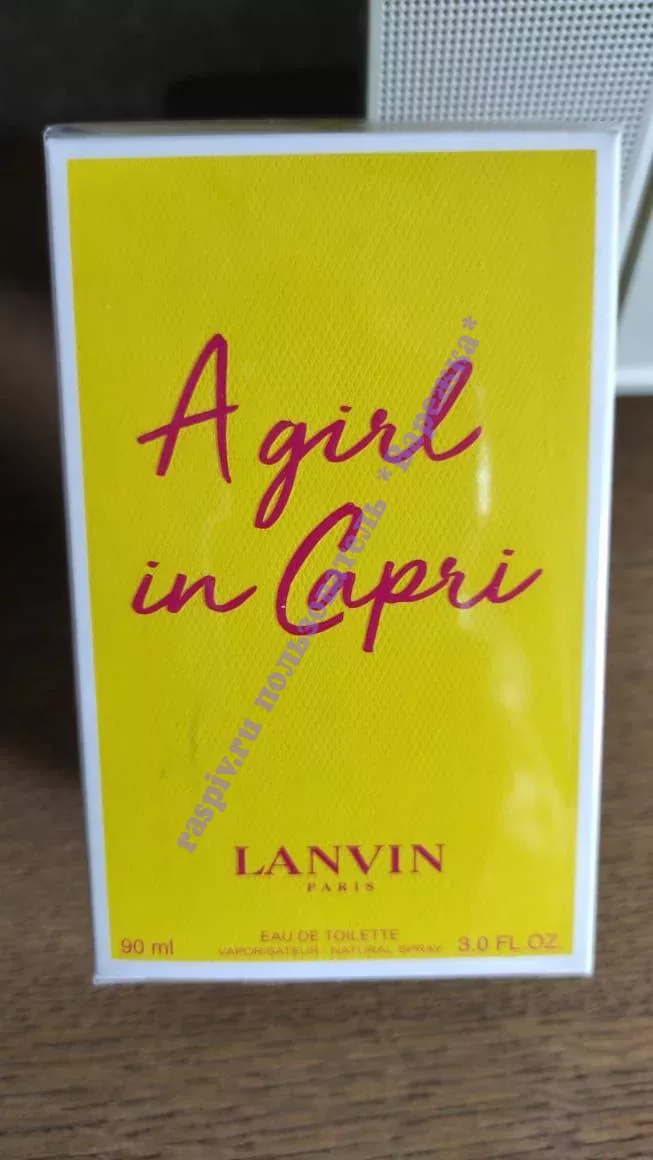 A girl
in Capri
raspiv.ru пользователь *Варежка*
LANVIN
PARIS
EAU DE TOILETTE
90 ml VAPORISATEUR - NATURAL SPRAY 3.0 FL.OZ.